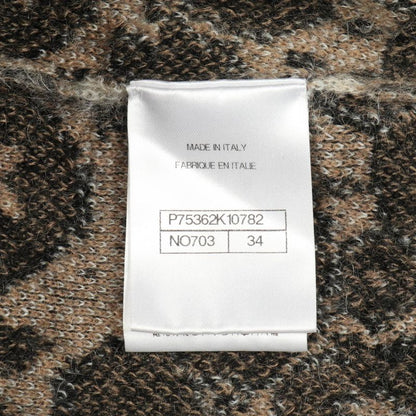 MADE IN ITALY
FABRIQUE EN ITALIE
P75362K10782
NO703 34